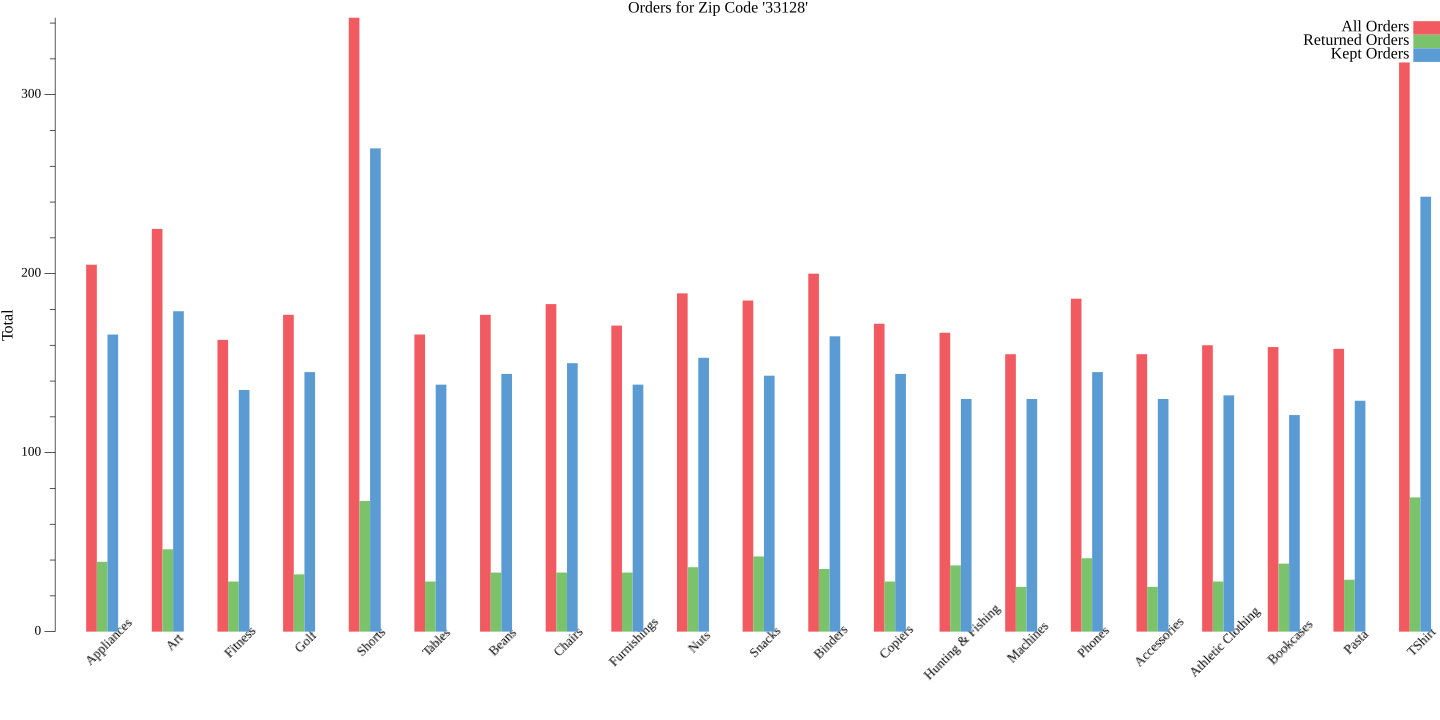 Orders for Zip Code '33128'
All Orders
Returned Orders
Kept Orders
300
200
100
0
Total
Appliances
Art
Fitness
Golf
Shorts
Tables
Beans
Chairs
Furnishings
Nuts
Snacks
Binders
Copiers
Hunting & Fishing
Machines
Phones
Accessories
Athletic Clothing
Bookcases
Pasta
TShirt